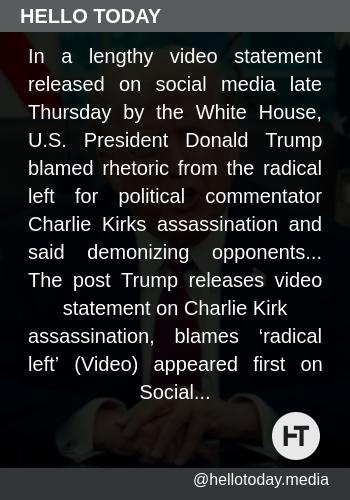 HELLO TODAY
In a lengthy video statement
released on social media late
Thursday by the White House,
U.S. President Donald Trump
blamed rhetoric from the radical
left for political commentator
Charlie Kirks assassination and
said demonizing opponents...
The post Trump releases video
statement on Charlie Kirk
assassination, blames ‘radical
left’ (Video) appeared first on
Social...
HT
@hellotoday.media